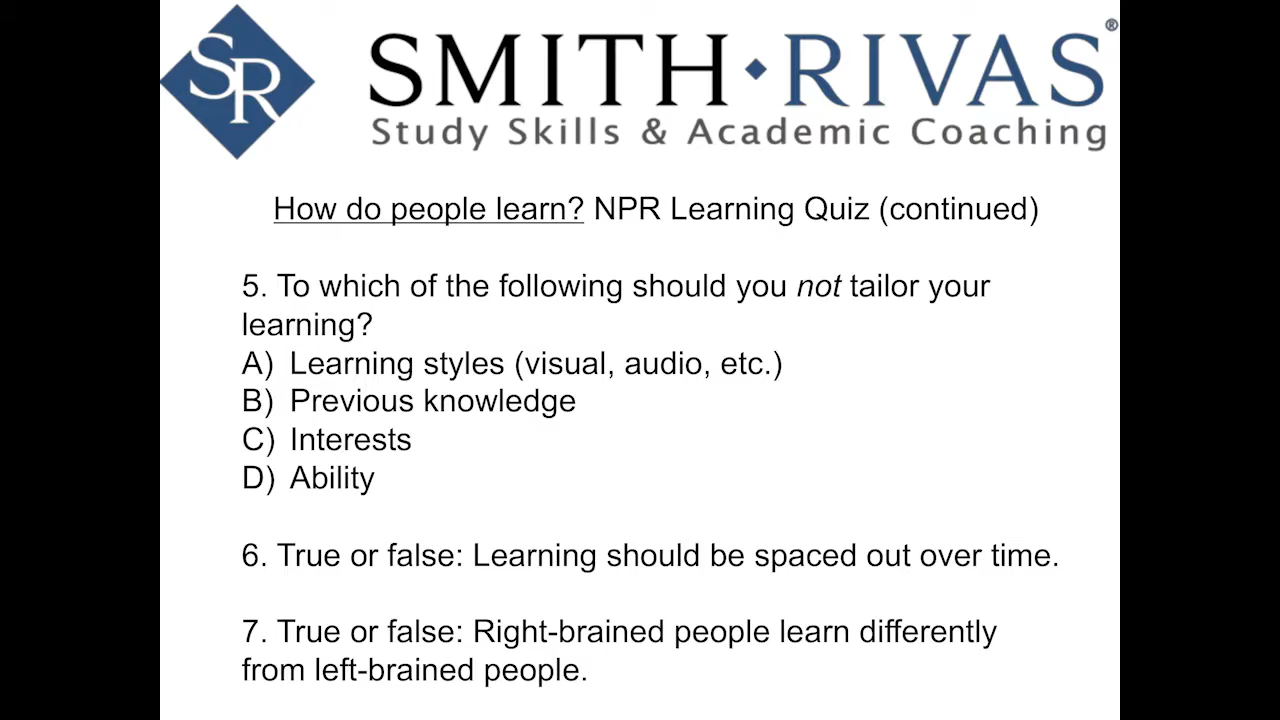 SR
SMITH◆RIVAS®
Study Skills & Academic Coaching
How do people learn? NPR Learning Quiz (continued)
5. To which of the following should you not tailor your
learning?
A) Learning styles (visual, audio, etc.)
B) Previous knowledge
C) Interests
D) Ability
6. True or false: Learning should be spaced out over time.
7. True or false: Right-brained people learn differently
from left-brained people.